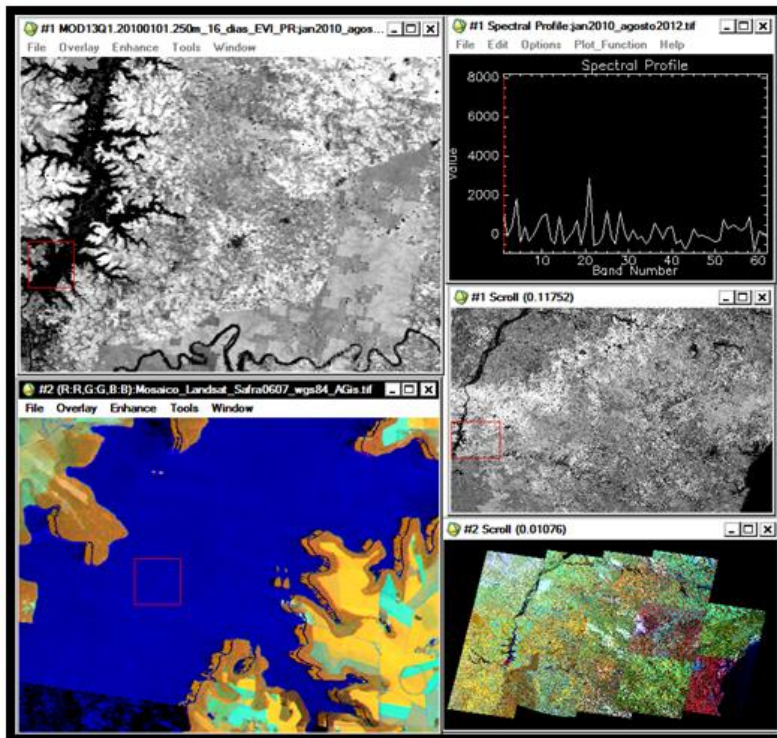 #1 MOD13Q1.20100101.250m_16_dias_EVI_PR:jan2010_agos...
File Overlay Enhance Tools Window
#1 Spectral Profile:jan2010_agosto2012.tif
File Edit Options Plot_Function Help
Spectral Profile
8000
6000
4000
2000
0
Value
10 20 30 40 50 60
Band Number
#1 Scroll (0.11752)
#2 (R:R,G:G,B:B):Mosaico_Landsat_Safra0607_wgs84_AGis.tif
File Overlay Enhance Tools Window
#2 Scroll (0.01076)